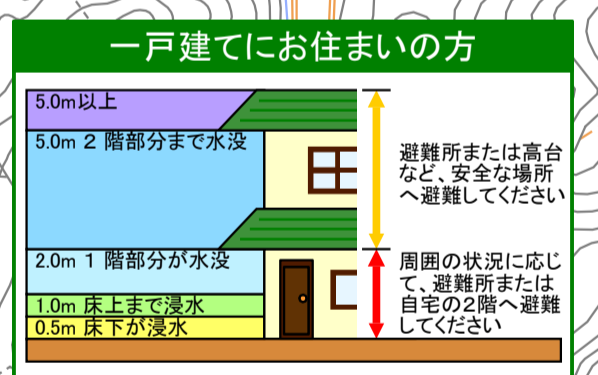 一戸建てにお住まいの方
5.0m以上
5.0m 2 階部分まで水没
2.0m 1 階部分が水没
1.0m 床上まで浸水
0.5m 床下が浸水
避難所または高台
など、安全な場所
へ避難してください
周囲の状況に応じ
て、避難所または
自宅の2階へ避難
してください